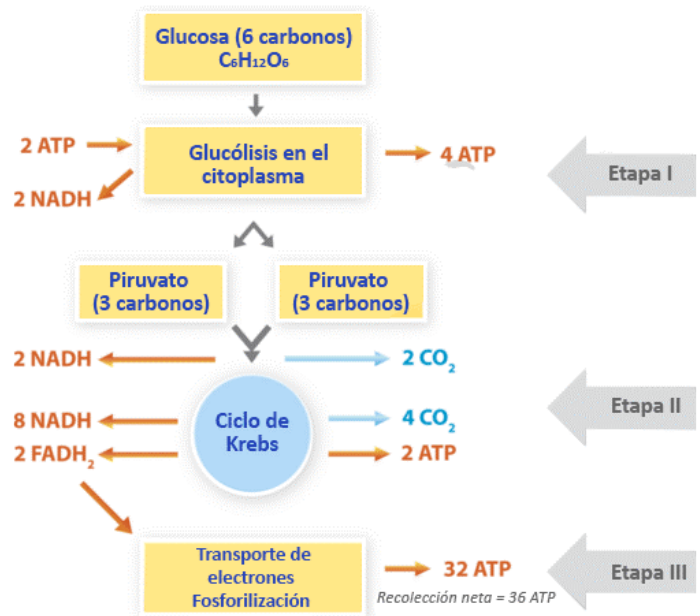 Glucosa (6 carbonos)
C₆H₁₂O₆
2 ATP
Glucólisis en el
citoplasma
4 ATP
Etapa I
2 NADH
Piruvato
(3 carbonos)
Piruvato
(3 carbonos)
2 NADH
2 CO₂
Ciclo de
Krebs
8 NADH
4 CO₂
2 FADH₂
2 ATP
Etapa II
Transporte de
electrones
Fosforilización
32 ATP
Recolección neta = 36 ATP
Etapa III